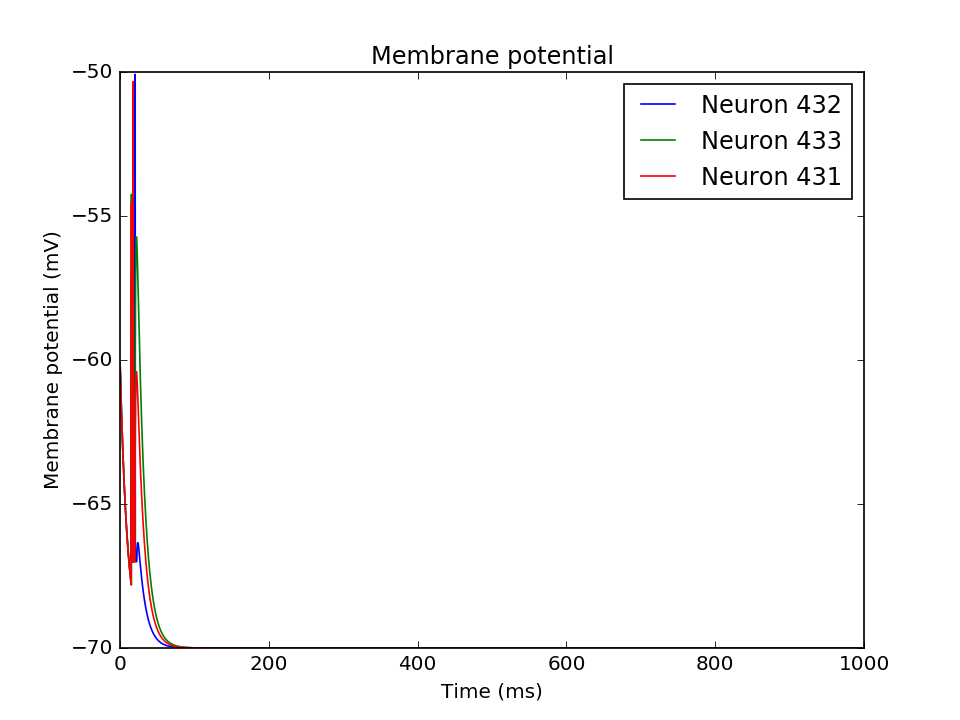 Membrane potential
−50
−55
−60
−65
−70
Membrane potential (mV)
Neuron 432
Neuron 433
Neuron 431
0 200 400 600 800 1000
Time (ms)